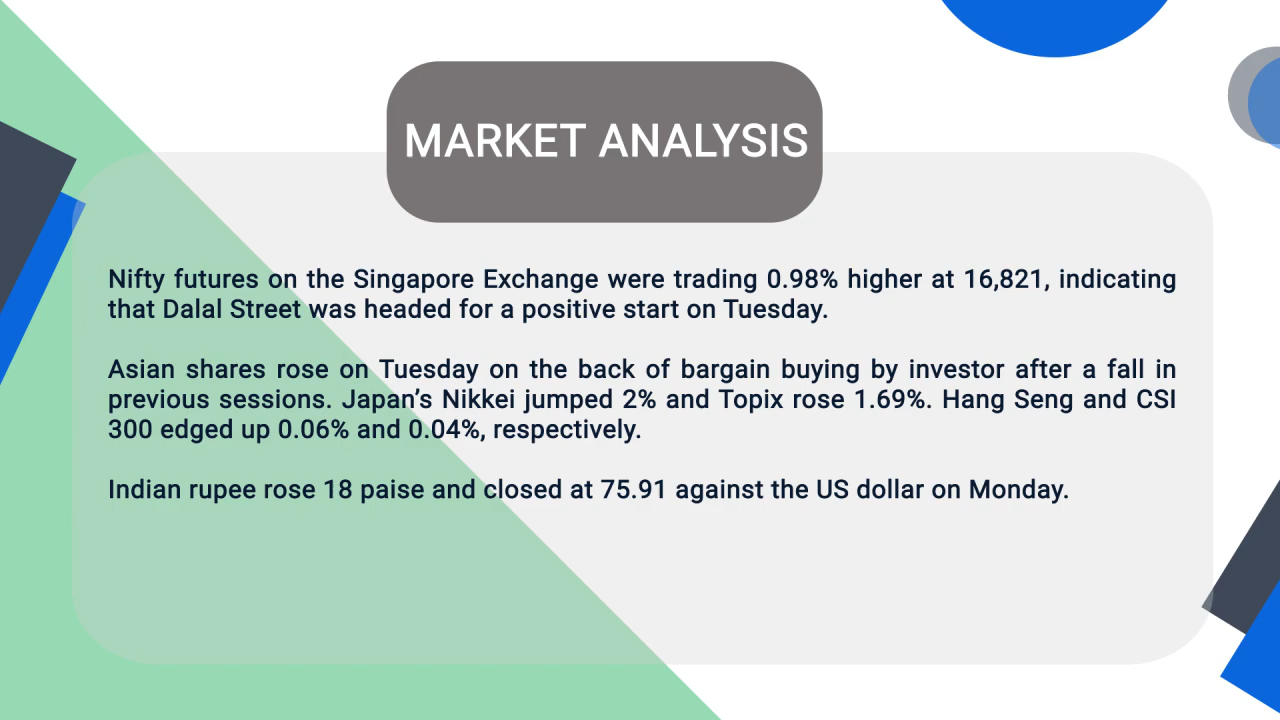 MARKET ANALYSIS
Nifty futures on the Singapore Exchange were trading 0.98% higher at 16,821, indicating
that Dalal Street was headed for a positive start on Tuesday.
Asian shares rose on Tuesday on the back of bargain buying by investor after a fall in
previous sessions. Japan’s Nikkei jumped 2% and Topix rose 1.69%. Hang Seng and CSI
300 edged up 0.06% and 0.04%, respectively.
Indian rupee rose 18 paise and closed at 75.91 against the US dollar on Monday.